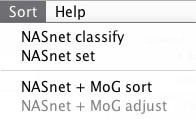 Sort Help
NASnet classify
NASnet set
NASnet + MoG sort
NASnet + MoG adjust